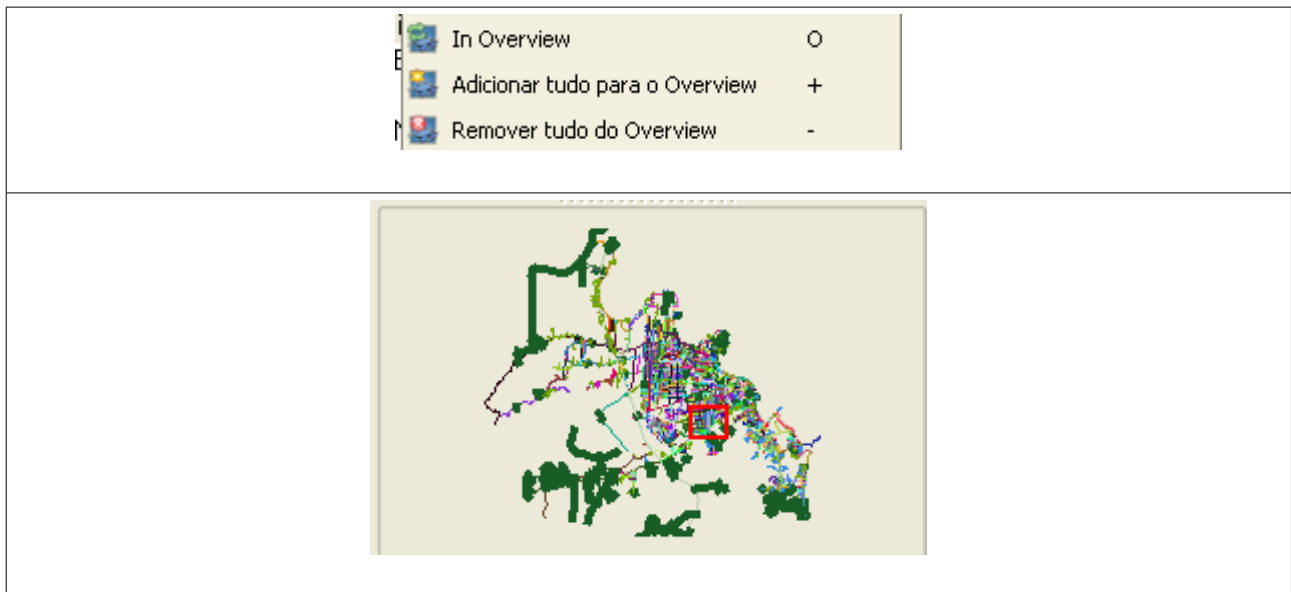 In Overview O
Adicionar tudo para o Overview +
Remover tudo do Overview -